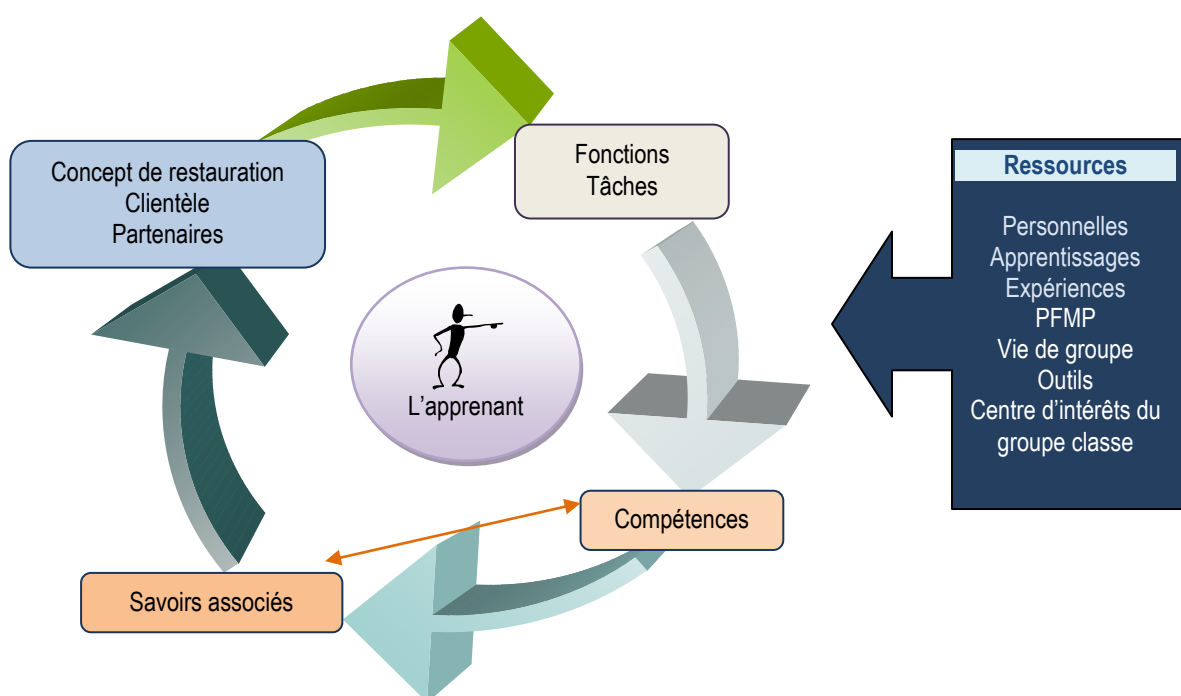 Concept de restauration
Clientèle
Partenaires
Fonctions
Tâches
L'apprenant
Compétences
Savoirs associés
Ressources
Personnelles
Apprentissages
Expériences
PFMP
Vie de groupe
Outils
Centre d'intérêts du
groupe classe